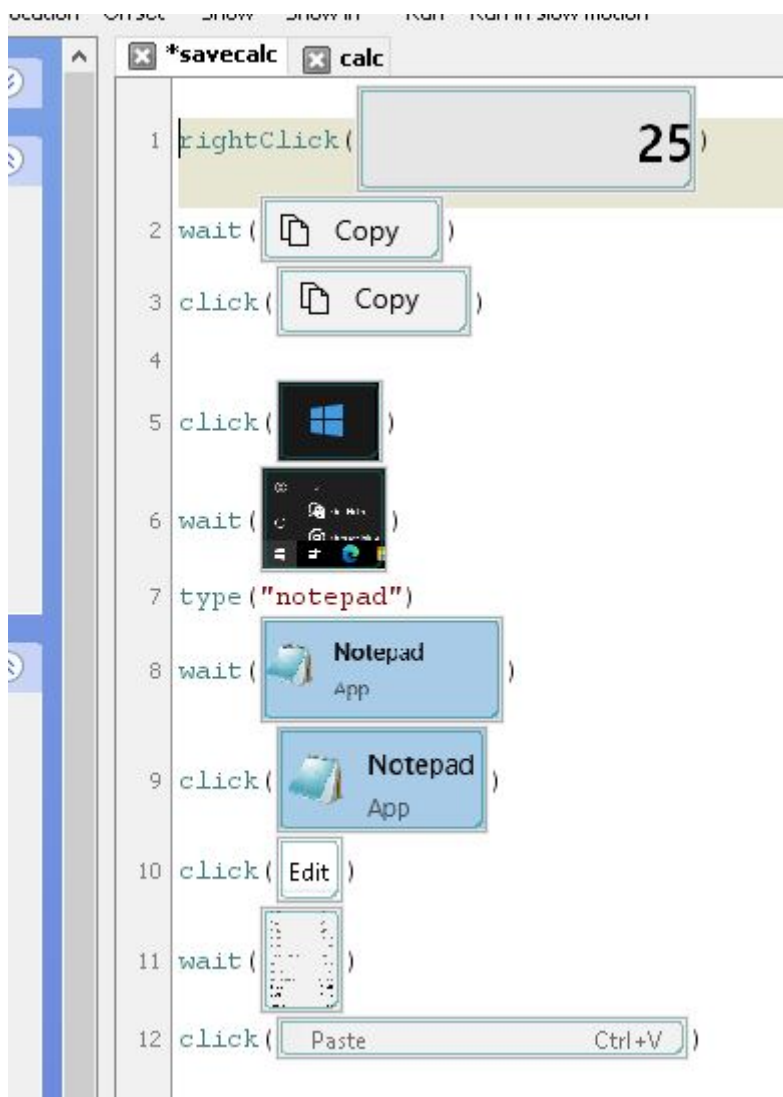 *savecalc calc
1 rightClick( 25 )
2 wait( Copy )
3 click( Copy )
4
5 click( )
6 wait( )
7 type("notepad")
8 wait( Notepad App )
9 click( Notepad App )
10 click( Edit )
11 wait( )
12 click( Paste Ctrl+V )